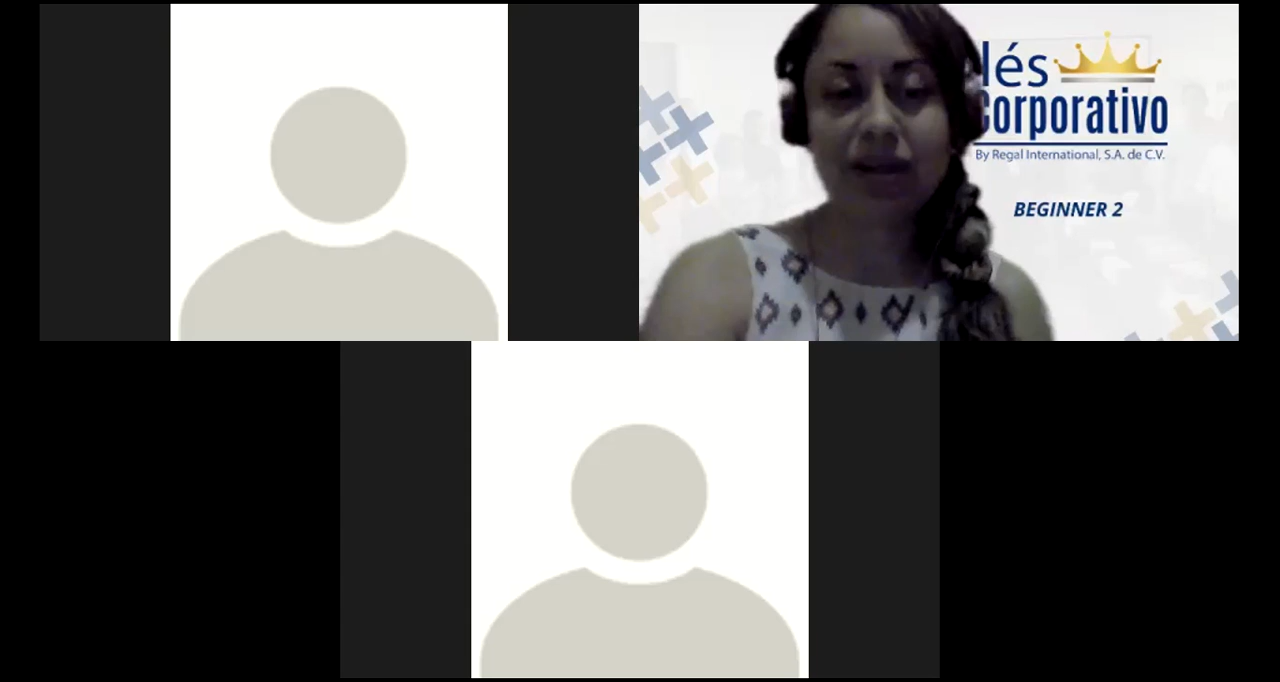 lés
Corporativo
By Regal International, S.A. de C.V.
BEGINNER 2